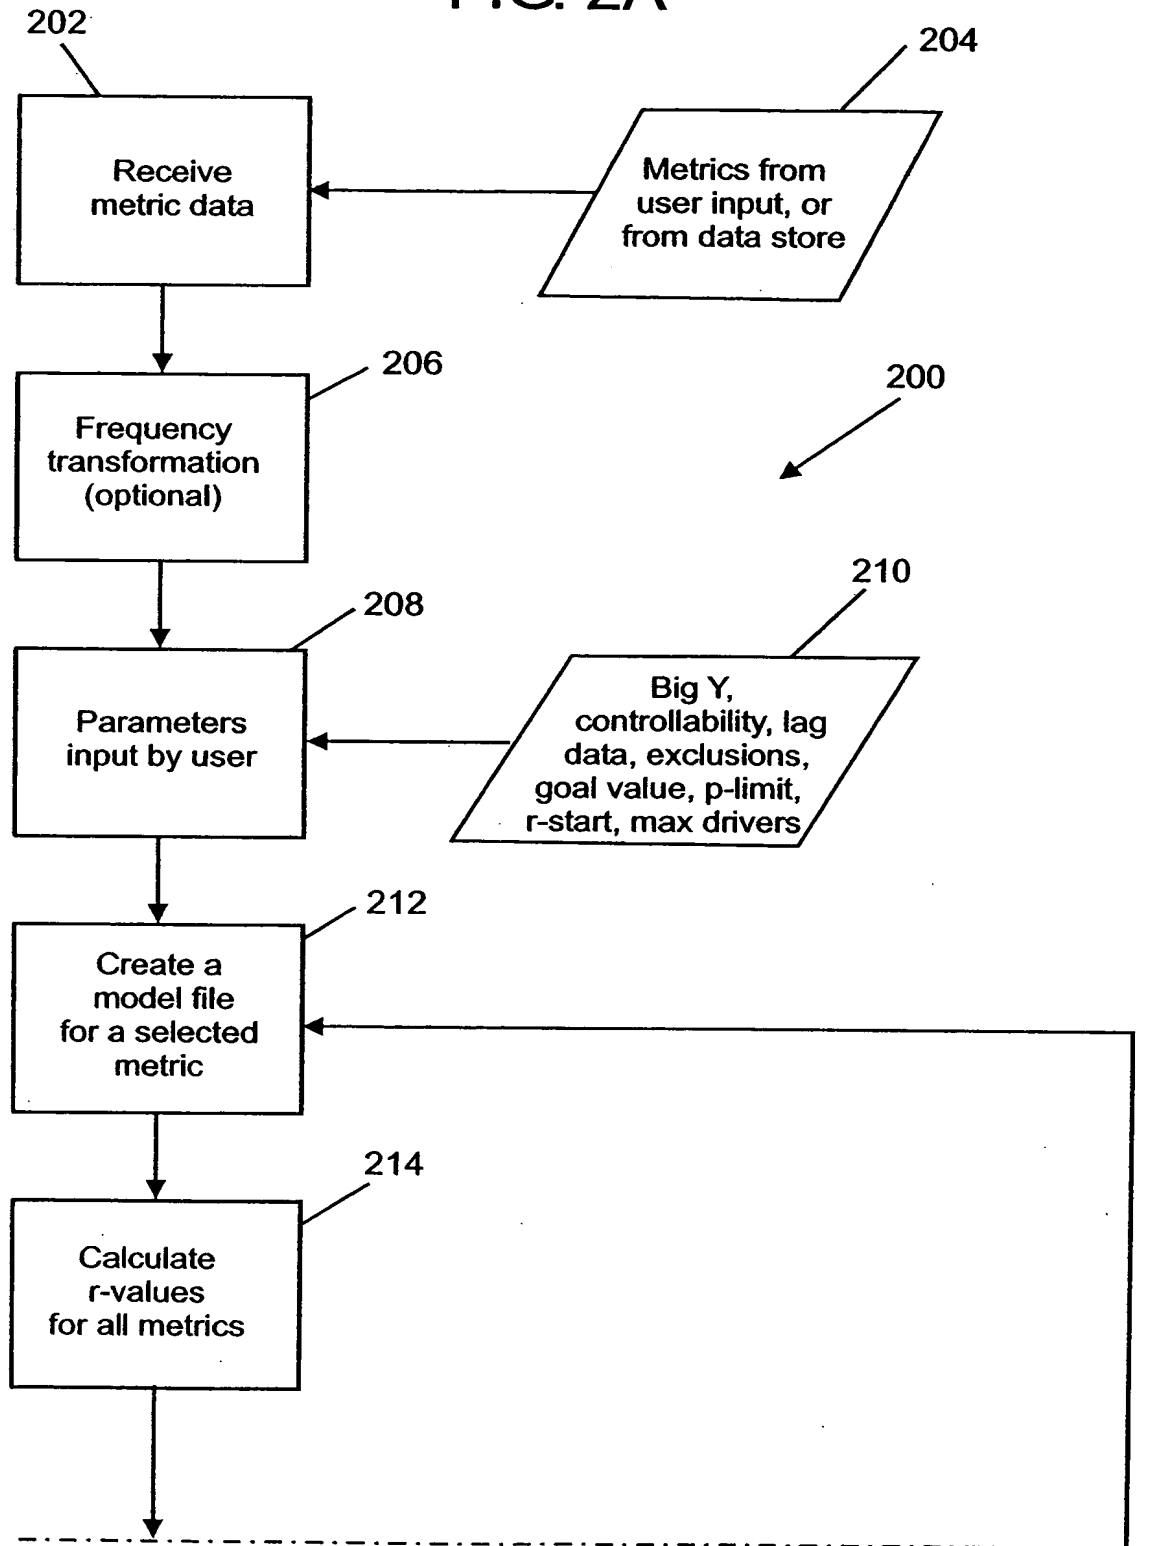 FIG. 2A
202
204
Receive
metric data
Metrics from
user input, or
from data store
206
Frequency
transformation
(optional)
200
208
210
Parameters
input by user
Big Y,
controllability, lag
data, exclusions,
goal value, p-limit,
r-start, max drivers
212
Create a
model file
for a selected
metric
214
Calculate
r-values
for all metrics